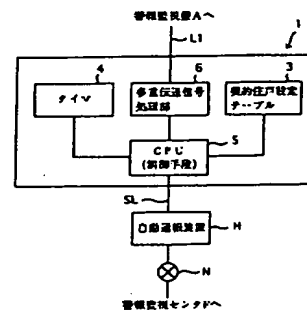 警報監視盤Aへ
L1
1
4
6
3
タイマ
多重伝送信号
処理部
契約住戸設定
テーブル
5
CPU
(制御手段)
SL
自動通報装置
H
N
警報監視センタDへ